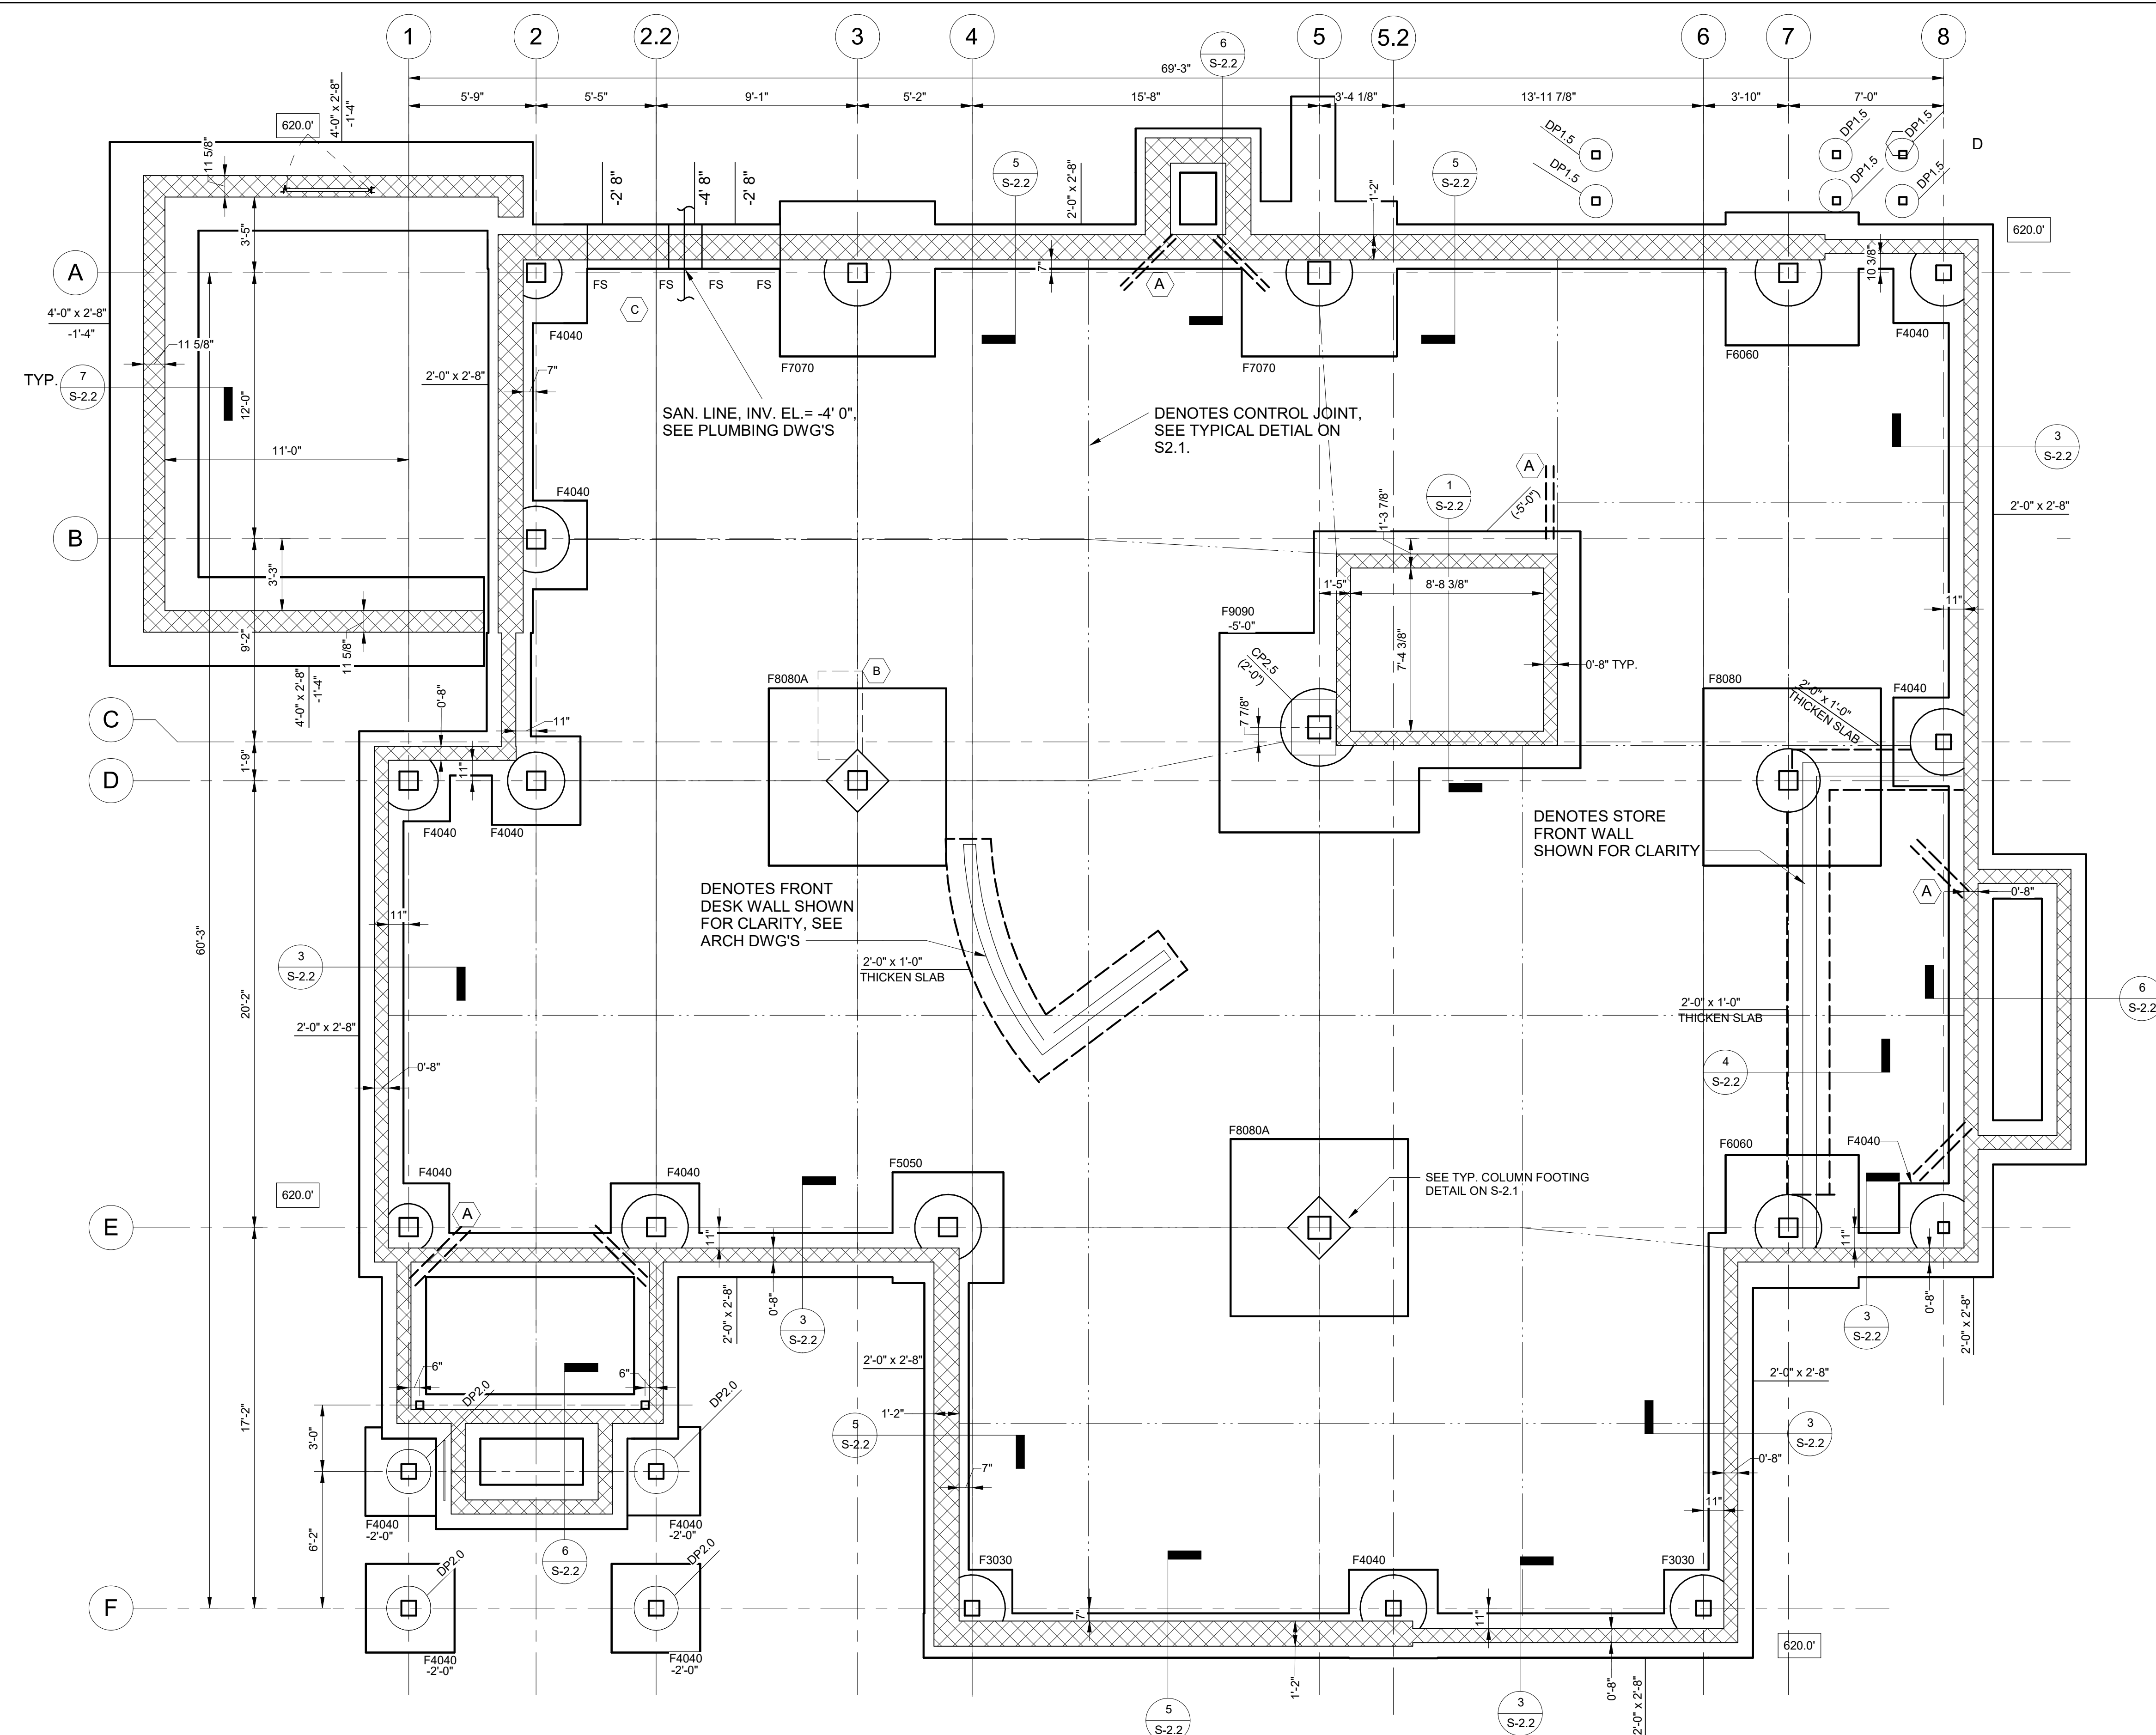 1
2
2.2
3
4
5
5.2
6
7
8
6
S-2.2
69'-3"
5'-9"
5'-5"
9'-1"
5'-2"
15'-8"
3'-4 1/8"
13'-11 7/8"
3'-10"
7'-0"
4'-0" x 2'-8"
-1'-4"
620.0'
11 5/8"
-2' 8"
-4' 8"
-2' 8"
5
S-2.2
2'-0" x 2'-8"
1'-2"
5
S-2.2
DP1.5
DP1.5
DP1.5
DP1.5
DP1.5
DP1.5
D
620.0'
3'-5"
A
FS
FS
FS
FS
C
7"
A
10 3/8"
4'-0" x 2'-8"
-1'-4"
11 5/8"
F4040
F7070
F7070
F6060
F4040
TYP.
7
S-2.2
12'-0"
2'-0" x 2'-8"
7"
SAN. LINE, INV. EL.= -4' 0",
SEE PLUMBING DWG'S
DENOTES CONTROL JOINT,
SEE TYPICAL DETIAL ON
S2.1.
3
S-2.2
11'-0"
F4040
1
S-2.2
A
(-5'-0")
1'-3 7/8"
2'-0" x 2'-8"
B
3'-3"
1'-5"
8'-8 3/8"
11"
F9090
-5'-0"
9'-2"
11 5/8"
7'-4 3/8"
0'-8" TYP.
CP2.5
(2'-0")
4'-0" x 2'-8"
-1'-4"
0'-8"
F8080A
B
F8080
2'-0" x 1'-0"
THICKEN SLAB
F4040
C
11"
7 7/8"
1'-9"
11"
D
F4040
F4040
DENOTES STORE
FRONT WALL
SHOWN FOR CLARITY
DENOTES FRONT
DESK WALL SHOWN
FOR CLARITY, SEE
ARCH DWG'S
A
0'-8"
11"
60'-3"
3
S-2.2
2'-0" x 1'-0"
THICKEN SLAB
20'-2"
2'-0" x 2'-8"
2'-0" x 1'-0"
THICKEN SLAB
6
S-2.2
0'-8"
4
S-2.2
F8080A
F4040
F4040
F5050
F6060
F4040
620.0'
SEE TYP. COLUMN FOOTING
DETAIL ON S-2.1
A
E
11"
11"
2'-0" x 2'-8"
0'-8"
3
S-2.2
3
S-2.2
0'-8"
2'-0" x 2'-8"
6"
6"
DP2.0
DP2.0
2'-0" x 2'-8"
2'-0" x 2'-8"
17'-2"
3'-0"
1'-2"
5
S-2.2
3
S-2.2
7"
0'-8"
11"
F4040
-2'-0"
F4040
-2'-0"
6'-2"
6
S-2.2
DP2.0
DP2.0
F3030
F4040
F3030
F
7"
11"
F4040
-2'-0"
F4040
-2'-0"
620.0'
1'-2"
0'-8"
2'-0" x 2'-8"
5
S-2.2
3
S-2.2